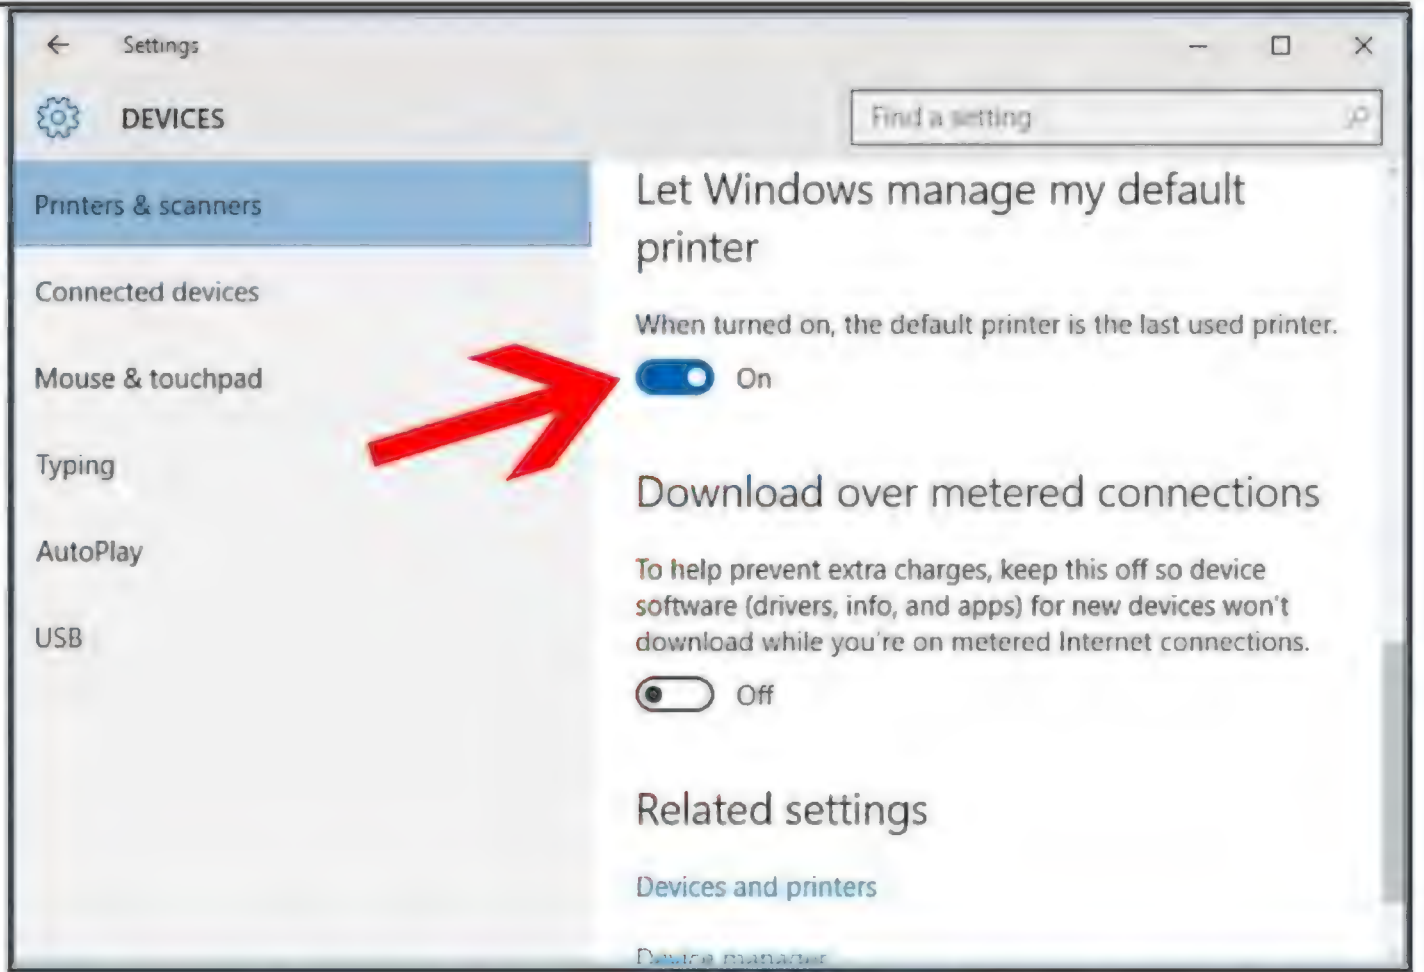 Settings
DEVICES
Find a setting
Printers & scanners
Connected devices
Mouse & touchpad
Typing
AutoPlay
USB
Let Windows manage my default
printer
When turned on, the default printer is the last used printer.
On
Download over metered connections
To help prevent extra charges, keep this off so device
software (drivers, info, and apps) for new devices won't
download while you're on metered Internet connections.
Off
Related settings
Devices and printers
Device manager